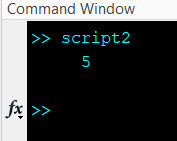 Command Window
>> script2
5
fx >>